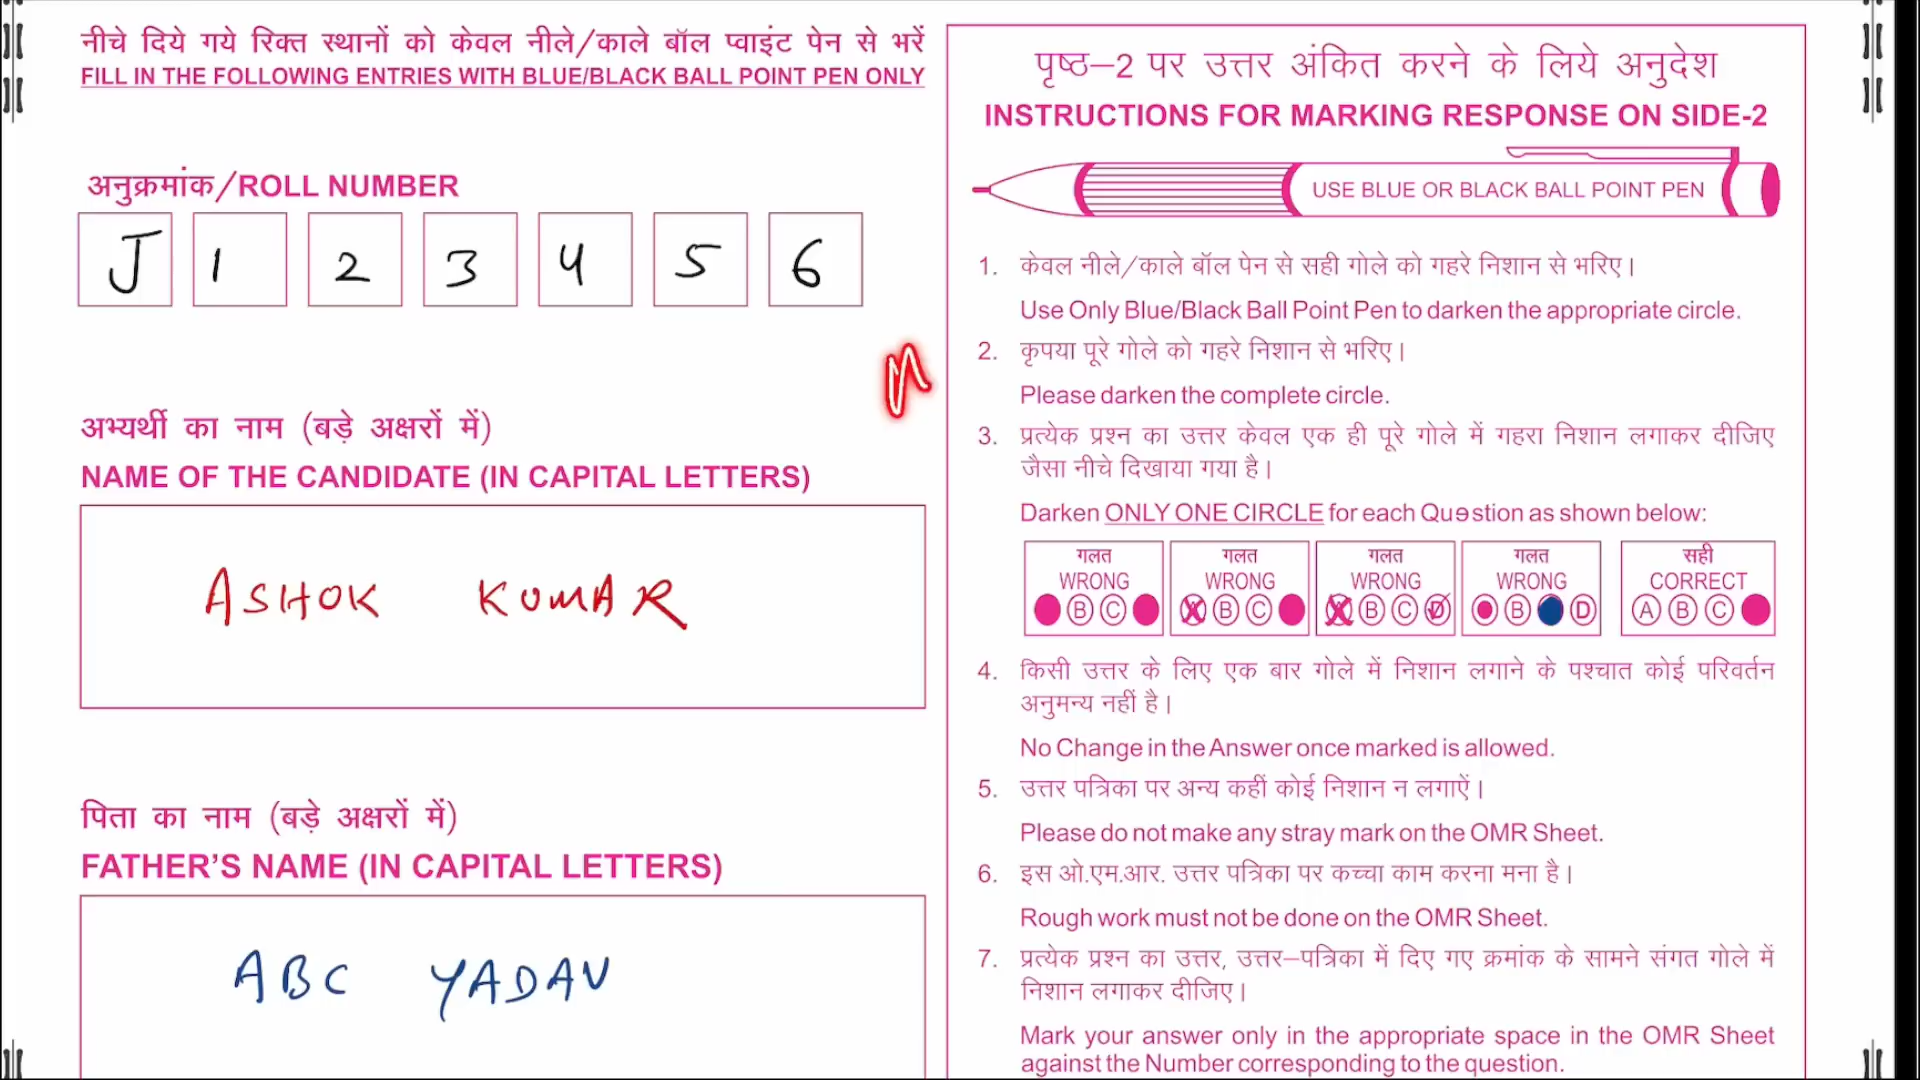 नीचे दिये गये रिक्त स्थानों को केवल नीले/काले बॉल प्वाइंट पेन से भरें
FILL IN THE FOLLOWING ENTRIES WITH BLUE/BLACK BALL POINT PEN ONLY
अनुक्रमांक/ROLL NUMBER
J 1 2 3 4 5 6
अभ्यर्थी का नाम (बड़े अक्षरों में)
NAME OF THE CANDIDATE (IN CAPITAL LETTERS)
ASHOK KUMAR
पिता का नाम (बड़े अक्षरों में)
FATHER'S NAME (IN CAPITAL LETTERS)
ABC YADAV
पृष्ठ–2 पर उत्तर अंकित करने के लिये अनुदेश
INSTRUCTIONS FOR MARKING RESPONSE ON SIDE-2
USE BLUE OR BLACK BALL POINT PEN
1. केवल नीले/काले बॉल पेन से सही गोले को गहरे निशान से भरिए।
Use Only Blue/Black Ball Point Pen to darken the appropriate circle.
2. कृपया पूरे गोले को गहरे निशान से भरिए।
Please darken the complete circle.
3. प्रत्येक प्रश्न का उत्तर केवल एक ही पूरे गोले में गहरा निशान लगाकर दीजिए
जैसा नीचे दिखाया गया है।
Darken ONLY ONE CIRCLE for each Question as shown below:
गलत गलत गलत गलत सही
WRONG WRONG WRONG WRONG CORRECT
B C A B C A B C D B D A B C
4. किसी उत्तर के लिए एक बार गोले में निशान लगाने के पश्चात कोई परिवर्तन
अनुमन्य नहीं है।
No Change in the Answer once marked is allowed.
5. उत्तर पत्रिका पर अन्य कहीं कोई निशान न लगाऐं।
Please do not make any stray mark on the OMR Sheet.
6. इस ओ.एम.आर. उत्तर पत्रिका पर कच्चा काम करना मना है।
Rough work must not be done on the OMR Sheet.
7. प्रत्येक प्रश्न का उत्तर, उत्तर–पत्रिका में दिए गए क्रमांक के सामने संगत गोले में
निशान लगाकर दीजिए।
Mark your answer only in the appropriate space in the OMR Sheet
against the Number corresponding to the question.